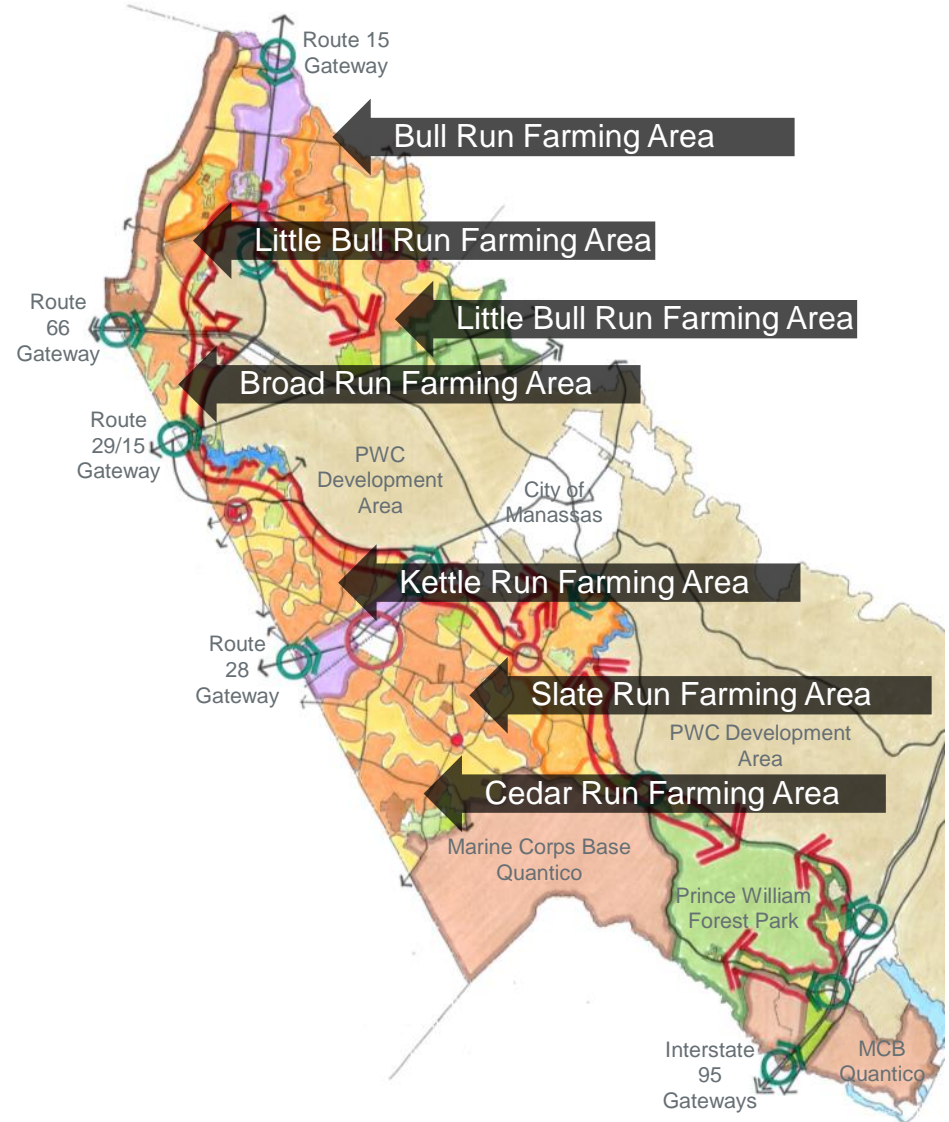 Route 15
Gateway
Bull Run Farming Area
Little Bull Run Farming Area
Route
66
Gateway
Little Bull Run Farming Area
Broad Run Farming Area
Route
29/15
Gateway
PWC
Development
Area
City of
Manassas
Kettle Run Farming Area
Route
28
Gateway
Slate Run Farming Area
PWC Development
Area
Cedar Run Farming Area
Marine Corps Base
Quantico
Prince William
Forest Park
Interstate
95
Gateways
MCB
Quantico